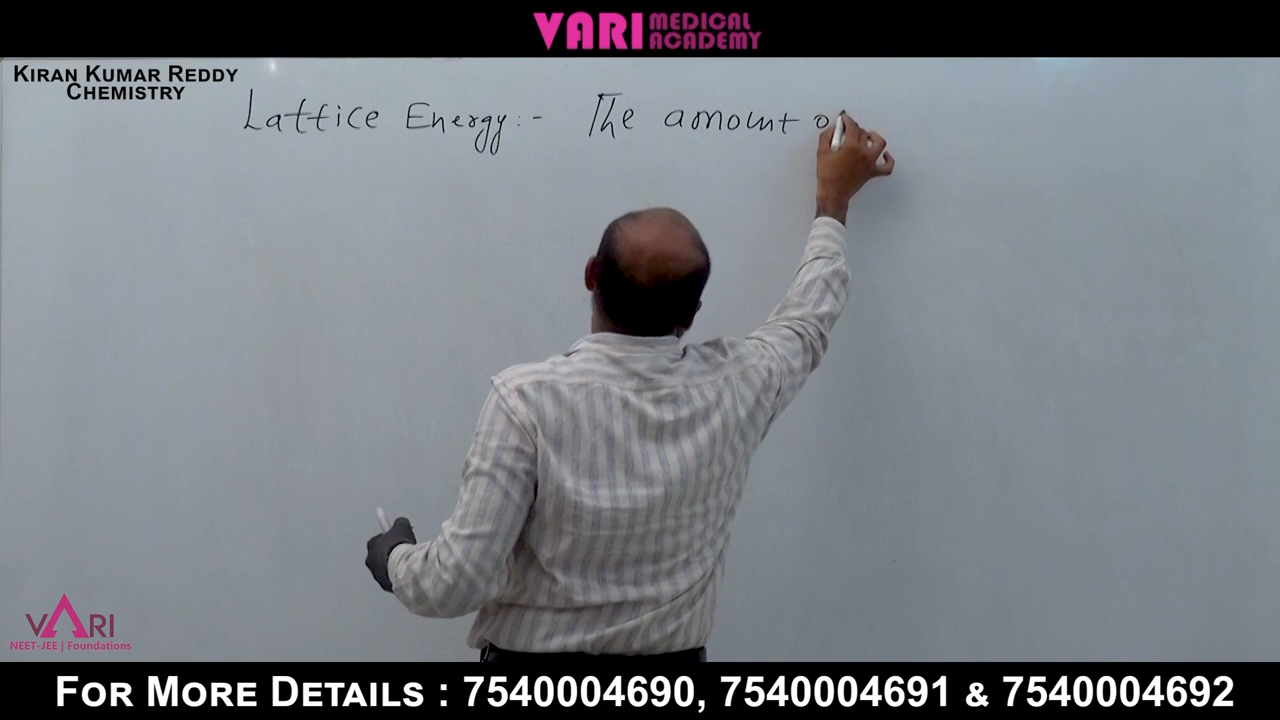 VARI MEDICAL ACADEMY
KIRAN KUMAR REDDY
CHEMISTRY
Lattice Energy:- The amount o
VARI
NEET-JEE | Foundations
FOR MORE DETAILS : 7540004690, 7540004691 & 7540004692